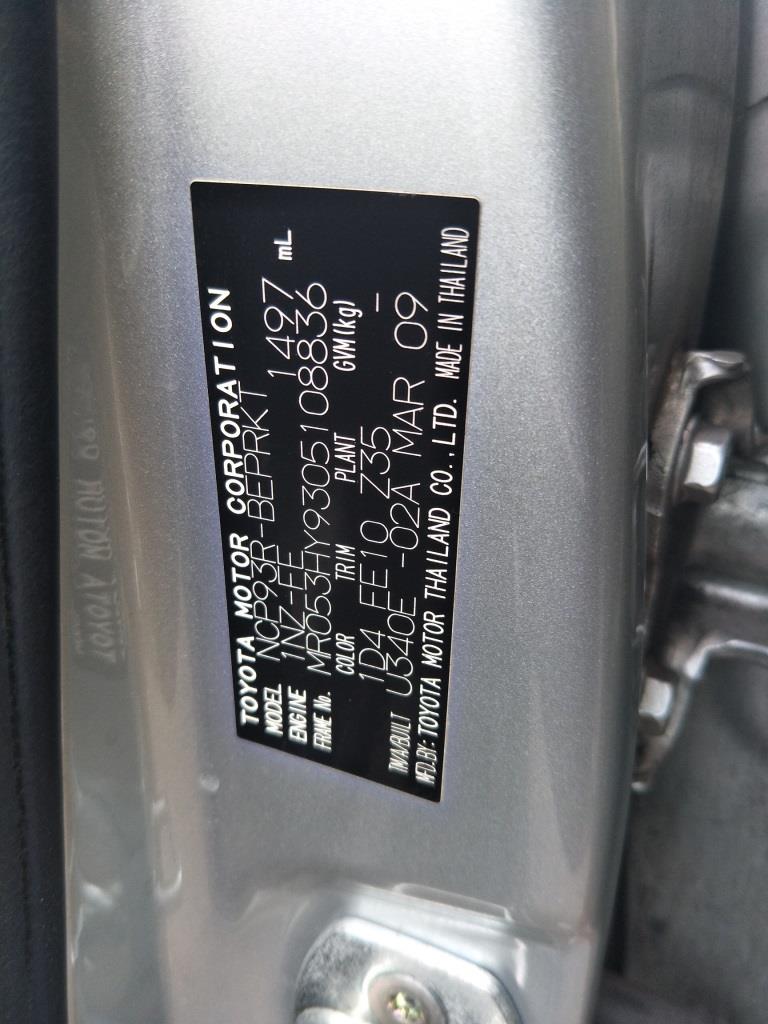 TOYOTA MOTOR CORPORATION
MODEL NCP93R-BEPRKT
ENGINE 1NZ-FE 1497 mL
FRAME No. MR053HY9305108836
COLOR TRIM PLANT GVM(kg)
1D4 FE10 Z35 -
TM/A/BUILT U340E -02A MAR 09
MFD.BY: TOYOTA MOTOR THAILAND CO., LTD. MADE IN THAILAND